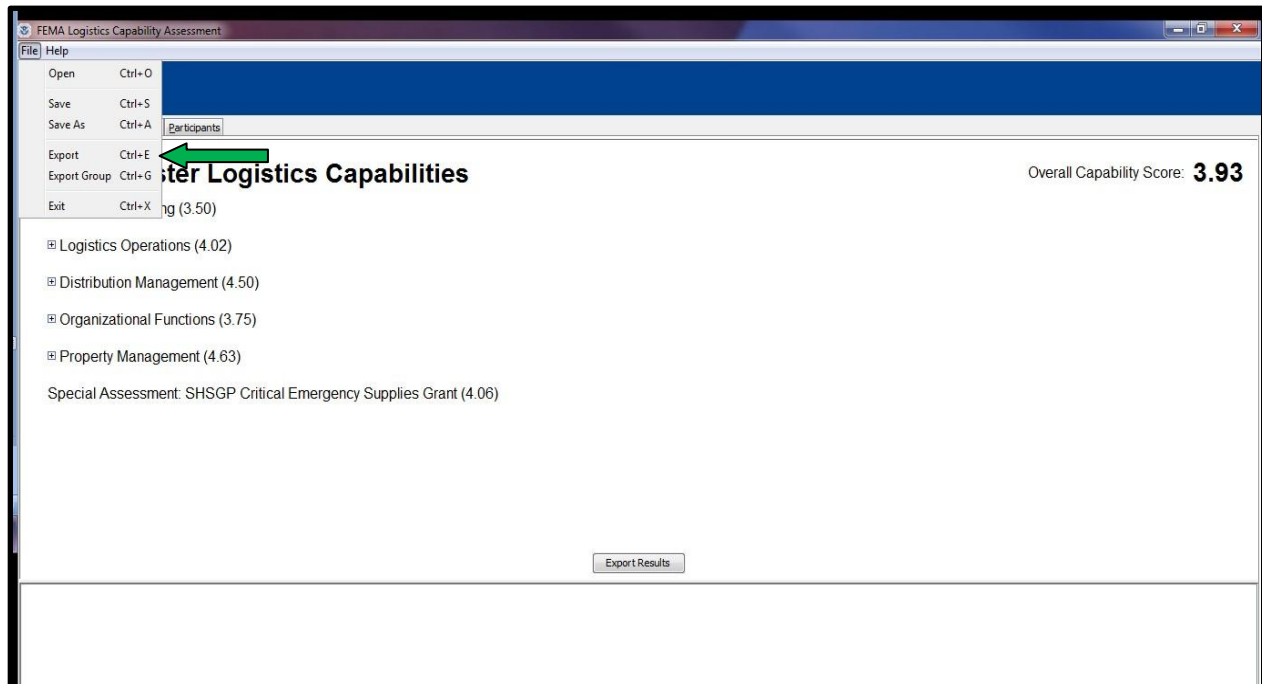 FEMA Logistics Capability Assessment
File Help
Open Ctrl+O
Save Ctrl+S
Save As Ctrl+A
Participants
Export Ctrl+E
Export Group Ctrl+G
Exit Ctrl+X
ster Logistics Capabilities
Overall Capability Score: 3.93
ng (3.50)
Logistics Operations (4.02)
Distribution Management (4.50)
Organizational Functions (3.75)
Property Management (4.63)
Special Assessment: SHSGP Critical Emergency Supplies Grant (4.06)
Export Results